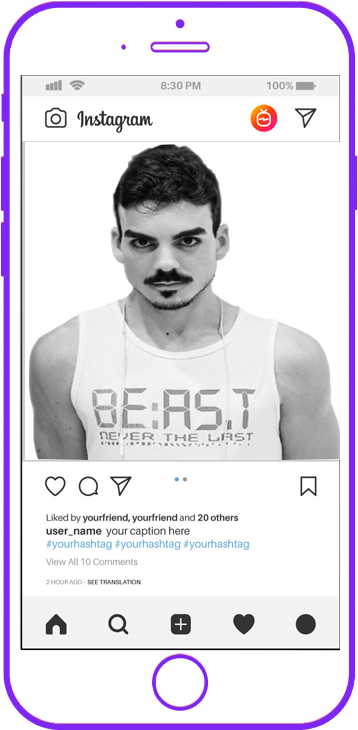 8:30 PM 100%
Instagram
BE:AS.T
NEVER THE LAST
Liked by yourfriend, yourfriend and 20 others
user_name your caption here
#yourhashtag #yourhashtag #yourhashtag
View All 10 Comments
2 HOUR AGO · SEE TRANSLATION